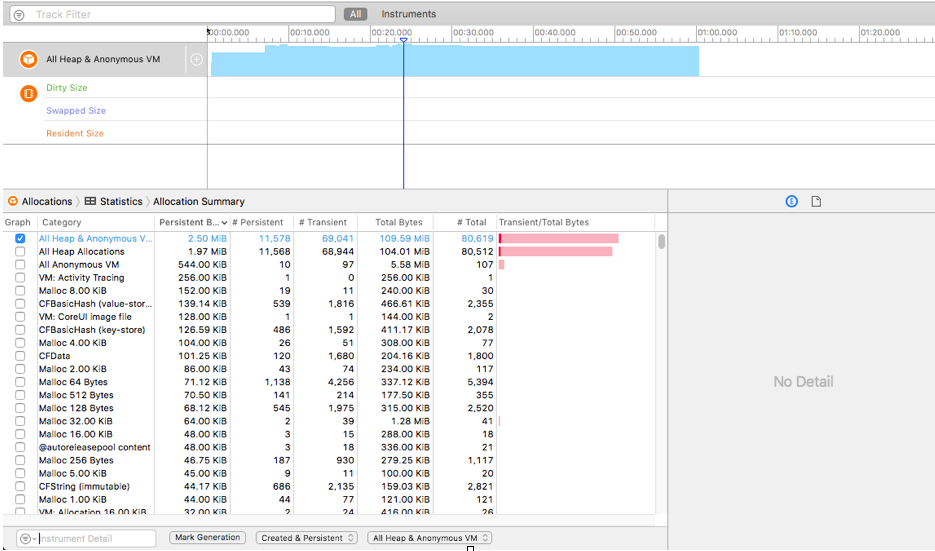 Track Filter All Instruments
00:00.000 00:10.000 00:20.000 00:30.000 00:40.000 00:50.000 01:00.000 01:10.000 01:20.000
All Heap & Anonymous VM
Dirty Size
Swapped Size
Resident Size
Allocations Statistics Allocation Summary
Graph Category Persistent B... # Persistent # Transient Total Bytes # Total Transient/Total Bytes
All Heap & Anonymous V... 2.50 MiB 11,578 69,041 109.59 MiB 80,619
All Heap Allocations 1.97 MiB 11,568 68,944 104.01 MiB 80,512
All Anonymous VM 544.00 KiB 10 97 5.58 MiB 107
VM: Activity Tracing 256.00 KiB 1 0 256.00 KiB 1
Malloc 8.00 KiB 152.00 KiB 19 11 240.00 KiB 30
CFBasicHash (value-stor... 139.14 KiB 539 1,816 466.61 KiB 2,355
VM: CoreUI image file 128.00 KiB 1 1 144.00 KiB 2
CFBasicHash (key-store) 126.59 KiB 486 1,592 411.17 KiB 2,078
Malloc 4.00 KiB 104.00 KiB 26 51 308.00 KiB 77
CFData 101.25 KiB 120 1,680 204.16 KiB 1,800
Malloc 2.00 KiB 86.00 KiB 43 74 234.00 KiB 117
Malloc 64 Bytes 71.12 KiB 1,138 4,256 337.12 KiB 5,394
Malloc 512 Bytes 70.50 KiB 141 214 177.50 KiB 355
Malloc 128 Bytes 68.12 KiB 545 1,975 315.00 KiB 2,520
Malloc 32.00 KiB 64.00 KiB 2 39 1.28 MiB 41
Malloc 16.00 KiB 48.00 KiB 3 15 288.00 KiB 18
@autoreleasepool content 48.00 KiB 3 18 336.00 KiB 21
Malloc 256 Bytes 46.75 KiB 187 930 279.25 KiB 1,117
Malloc 5.00 KiB 45.00 KiB 9 11 100.00 KiB 20
CFString (immutable) 44.17 KiB 686 2,135 159.03 KiB 2,821
Malloc 1.00 KiB 44.00 KiB 44 77 121.00 KiB 121
VM: Allocation 16.00 KiB 32.00 KiB 2 24 416.00 KiB 26
No Detail
Instrument Detail Mark Generation Created & Persistent All Heap & Anonymous VM